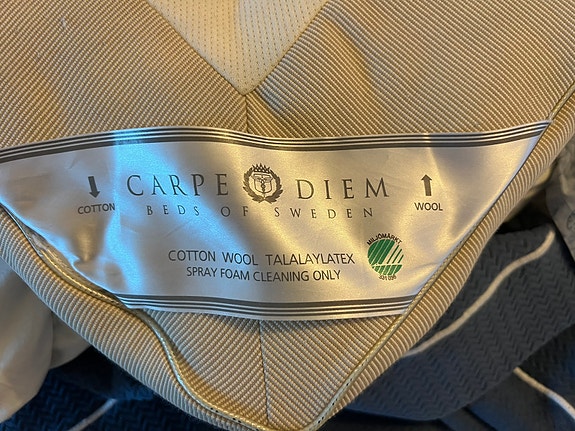 CARPE DIEM
BEDS OF SWEDEN
COTTON
WOOL
COTTON WOOL TALALAYLATEX
SPRAY FOAM CLEANING ONLY
MILJÖMÄRKT